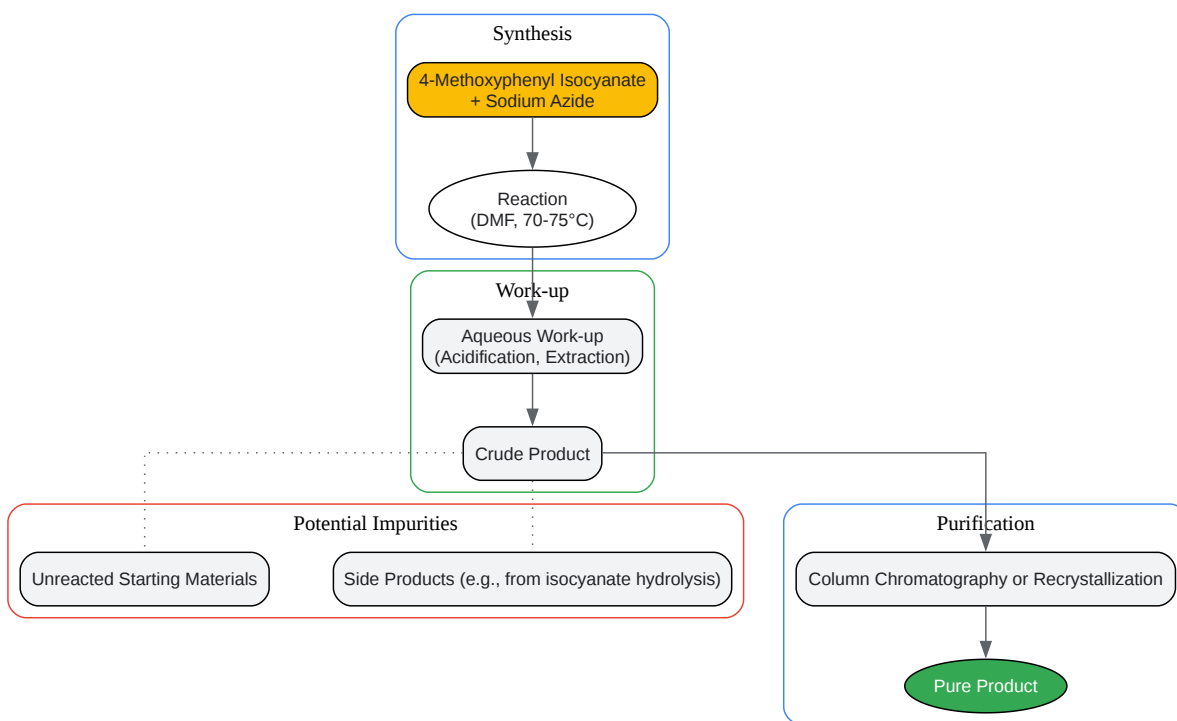 Synthesis
4-Methoxyphenyl Isocyanate
+ Sodium Azide
Reaction
(DMF, 70-75°C)
Work-up
Aqueous Work-up
(Acidification, Extraction)
Crude Product
Potential Impurities
Unreacted Starting Materials
Side Products (e.g., from isocyanate hydrolysis)
Purification
Column Chromatography or Recrystallization
Pure Product